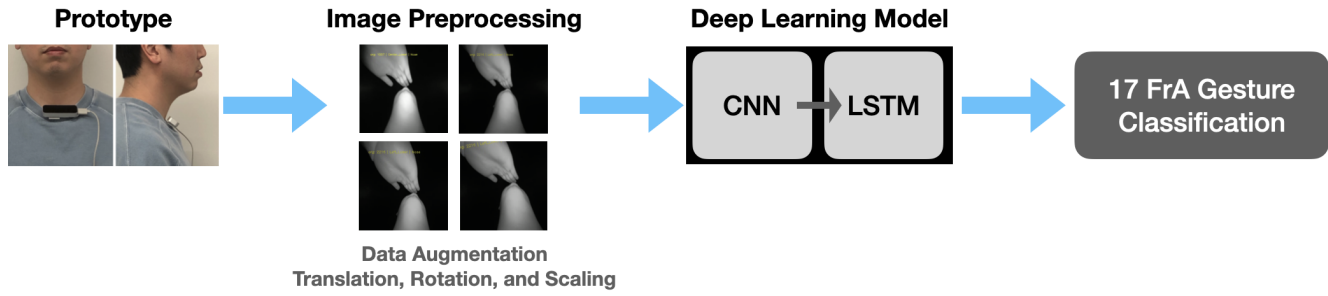 Prototype
Image Preprocessing
Deep Learning Model
CNN
LSTM
17 FrA Gesture
Classification
Data Augmentation
Translation, Rotation, and Scaling